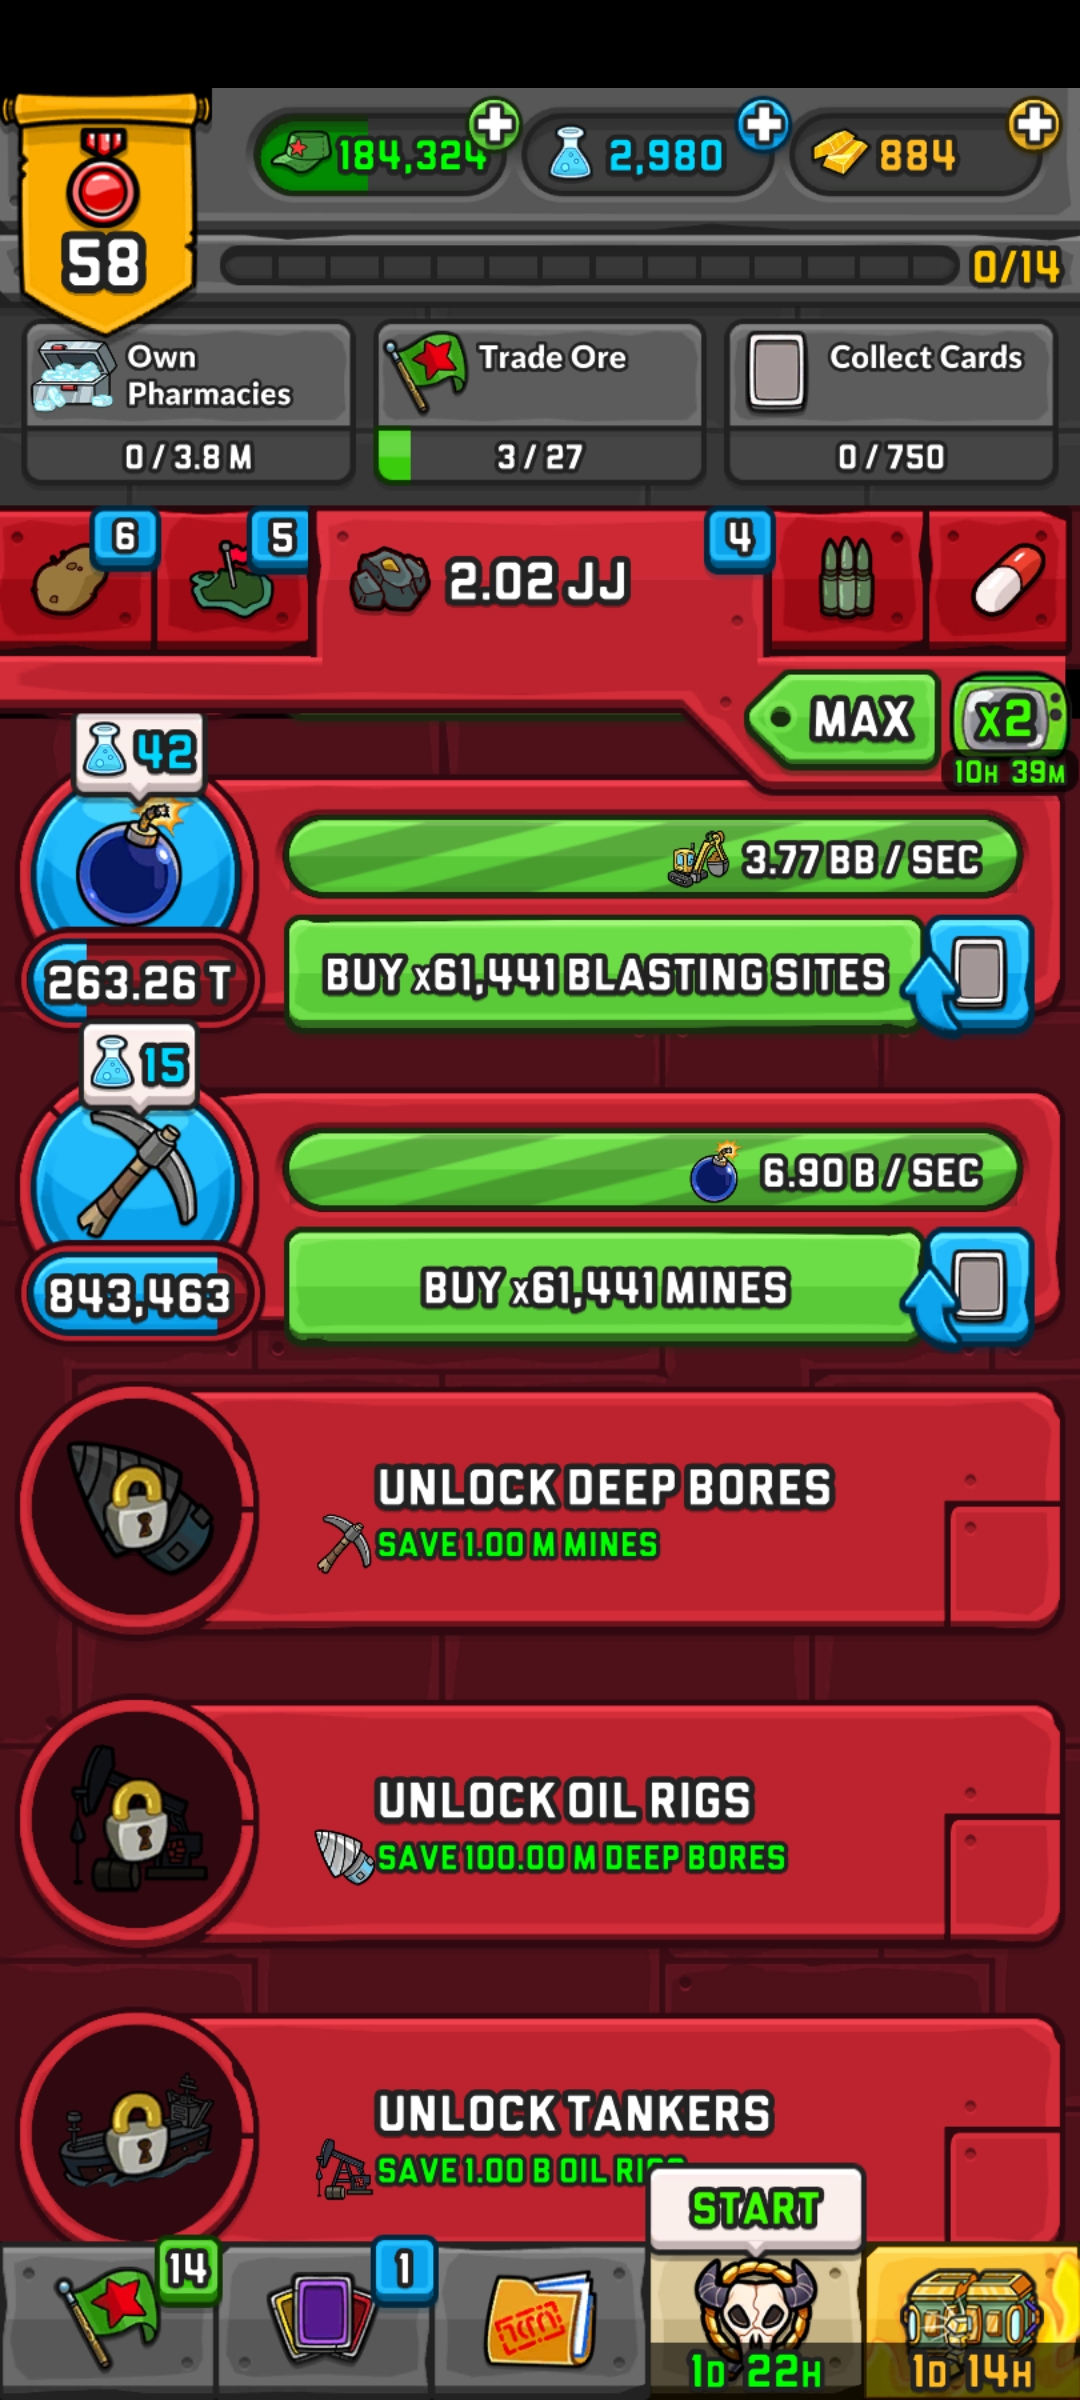 184,324
2,980
884
58
0/14
Own
Pharmacies
0 / 3.8 M
Trade Ore
3 / 27
Collect Cards
0 / 750
6
5
2.02 JJ
4
MAX
x2
10H 39M
42
3.77 BB / SEC
263.26 T
BUY x61,441 BLASTING SITES
15
6.90 B / SEC
843,463
BUY x61,441 MINES
UNLOCK DEEP BORES
SAVE 1.00 M MINES
UNLOCK OIL RIGS
SAVE 100.00 M DEEP BORES
UNLOCK TANKERS
SAVE 1.00 B OIL RIGS
START
14
1
1D 22H
1D 14H